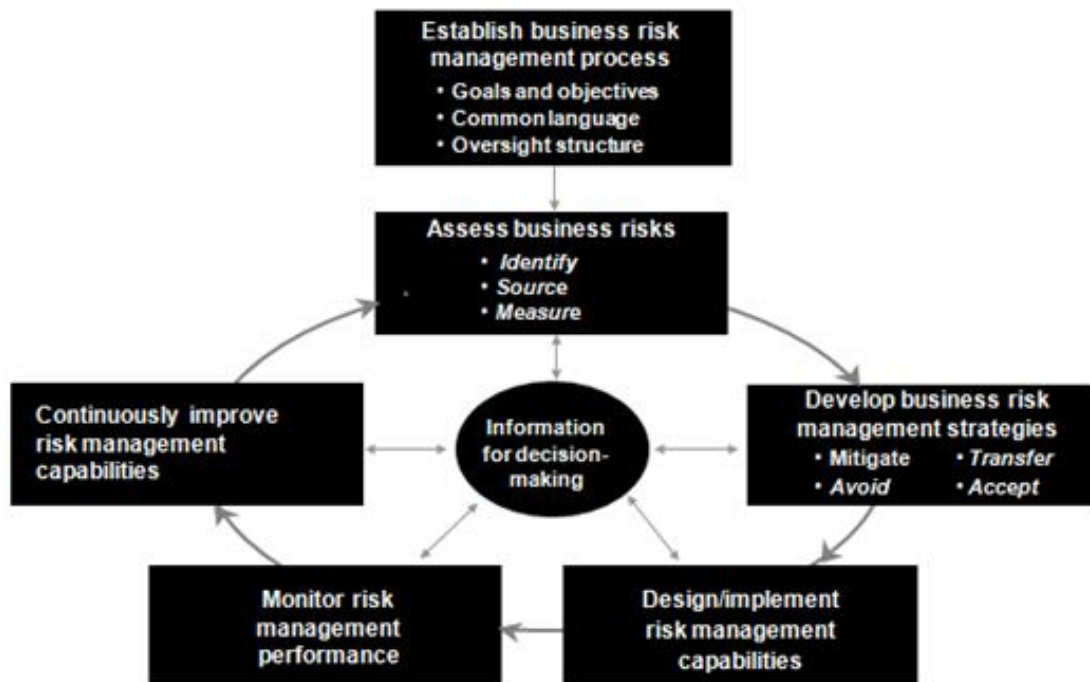 Establish business risk
management process
• Goals and objectives
• Common language
• Oversight structure
Assess business risks
• Identify
• Source
• Measure
Continuously improve
risk management
capabilities
Information
for decision-
making
Develop business risk
management strategies
• Mitigate • Transfer
• Avoid • Accept
Monitor risk
management
performance
Design/implement
risk management
capabilities